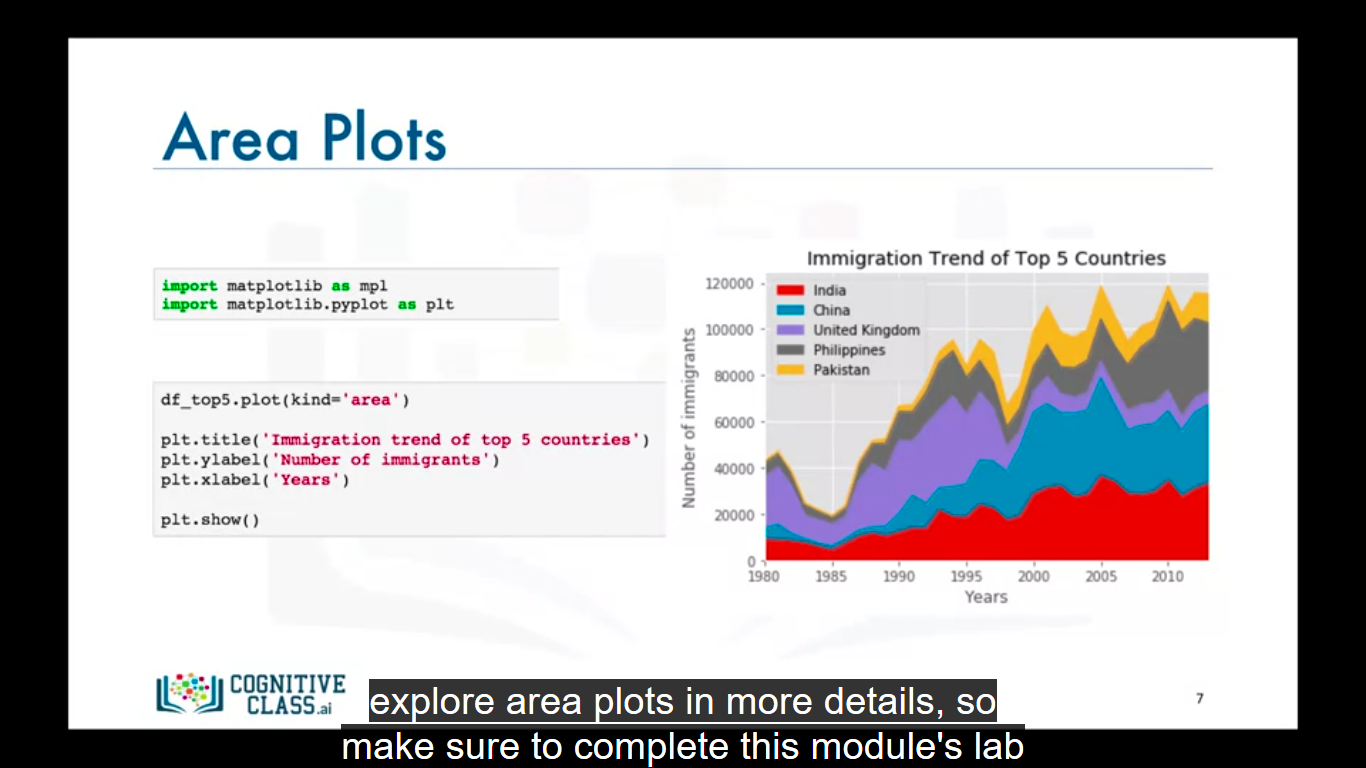 Area Plots
import matplotlib as mpl
import matplotlib.pyplot as plt
df_top5.plot(kind='area')
plt.title('Immigration trend of top 5 countries')
plt.ylabel('Number of immigrants')
plt.xlabel('Years')
plt.show()
Immigration Trend of Top 5 Countries
120000
100000
80000
60000
40000
20000
0
Number of immigrants
India
China
United Kingdom
Philippines
Pakistan
1980 1985 1990 1995 2000 2005 2010
Years
COGNITIVE
CLASS.ai
7
explore area plots in more details, so
make sure to complete this module's lab